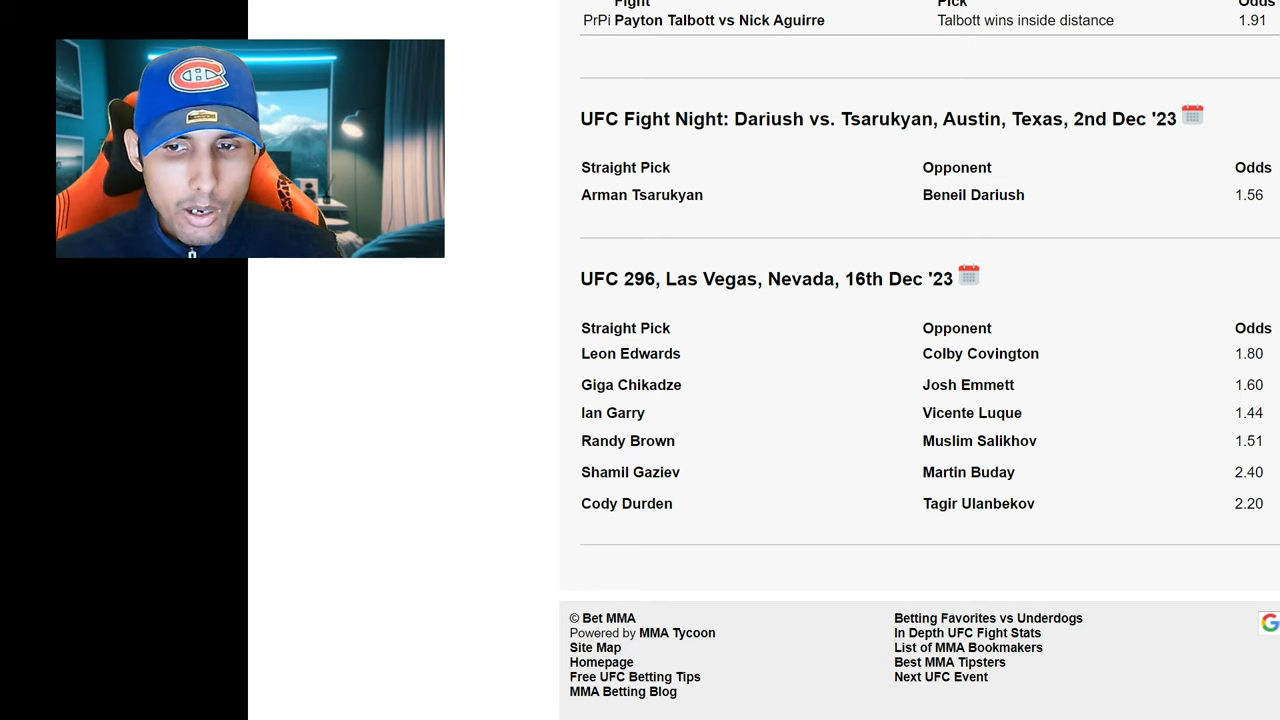 Fight Pick Odds
PrPi Payton Talbott vs Nick Aguirre Talbott wins inside distance 1.91
UFC Fight Night: Dariush vs. Tsarukyan, Austin, Texas, 2nd Dec '23
Straight Pick Opponent Odds
Arman Tsarukyan Beneil Dariush 1.56
UFC 296, Las Vegas, Nevada, 16th Dec '23
Straight Pick Opponent Odds
Leon Edwards Colby Covington 1.80
Giga Chikadze Josh Emmett 1.60
Ian Garry Vicente Luque 1.44
Randy Brown Muslim Salikhov 1.51
Shamil Gaziev Martin Buday 2.40
Cody Durden Tagir Ulanbekov 2.20
© Bet MMA
Powered by MMA Tycoon
Site Map
Homepage
Free UFC Betting Tips
MMA Betting Blog
Betting Favorites vs Underdogs
In Depth UFC Fight Stats
List of MMA Bookmakers
Best MMA Tipsters
Next UFC Event
G